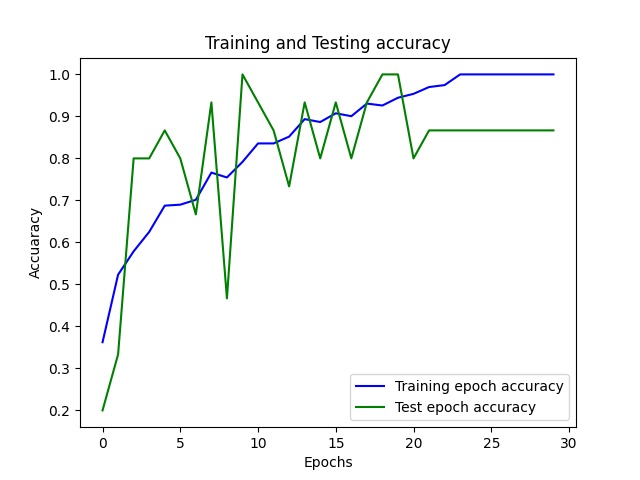 Training and Testing accuracy
Accuaracy
1.0
0.9
0.8
0.7
0.6
0.5
0.4
0.3
0.2
Training epoch accuracy
Test epoch accuracy
0 5 10 15 20 25 30
Epochs